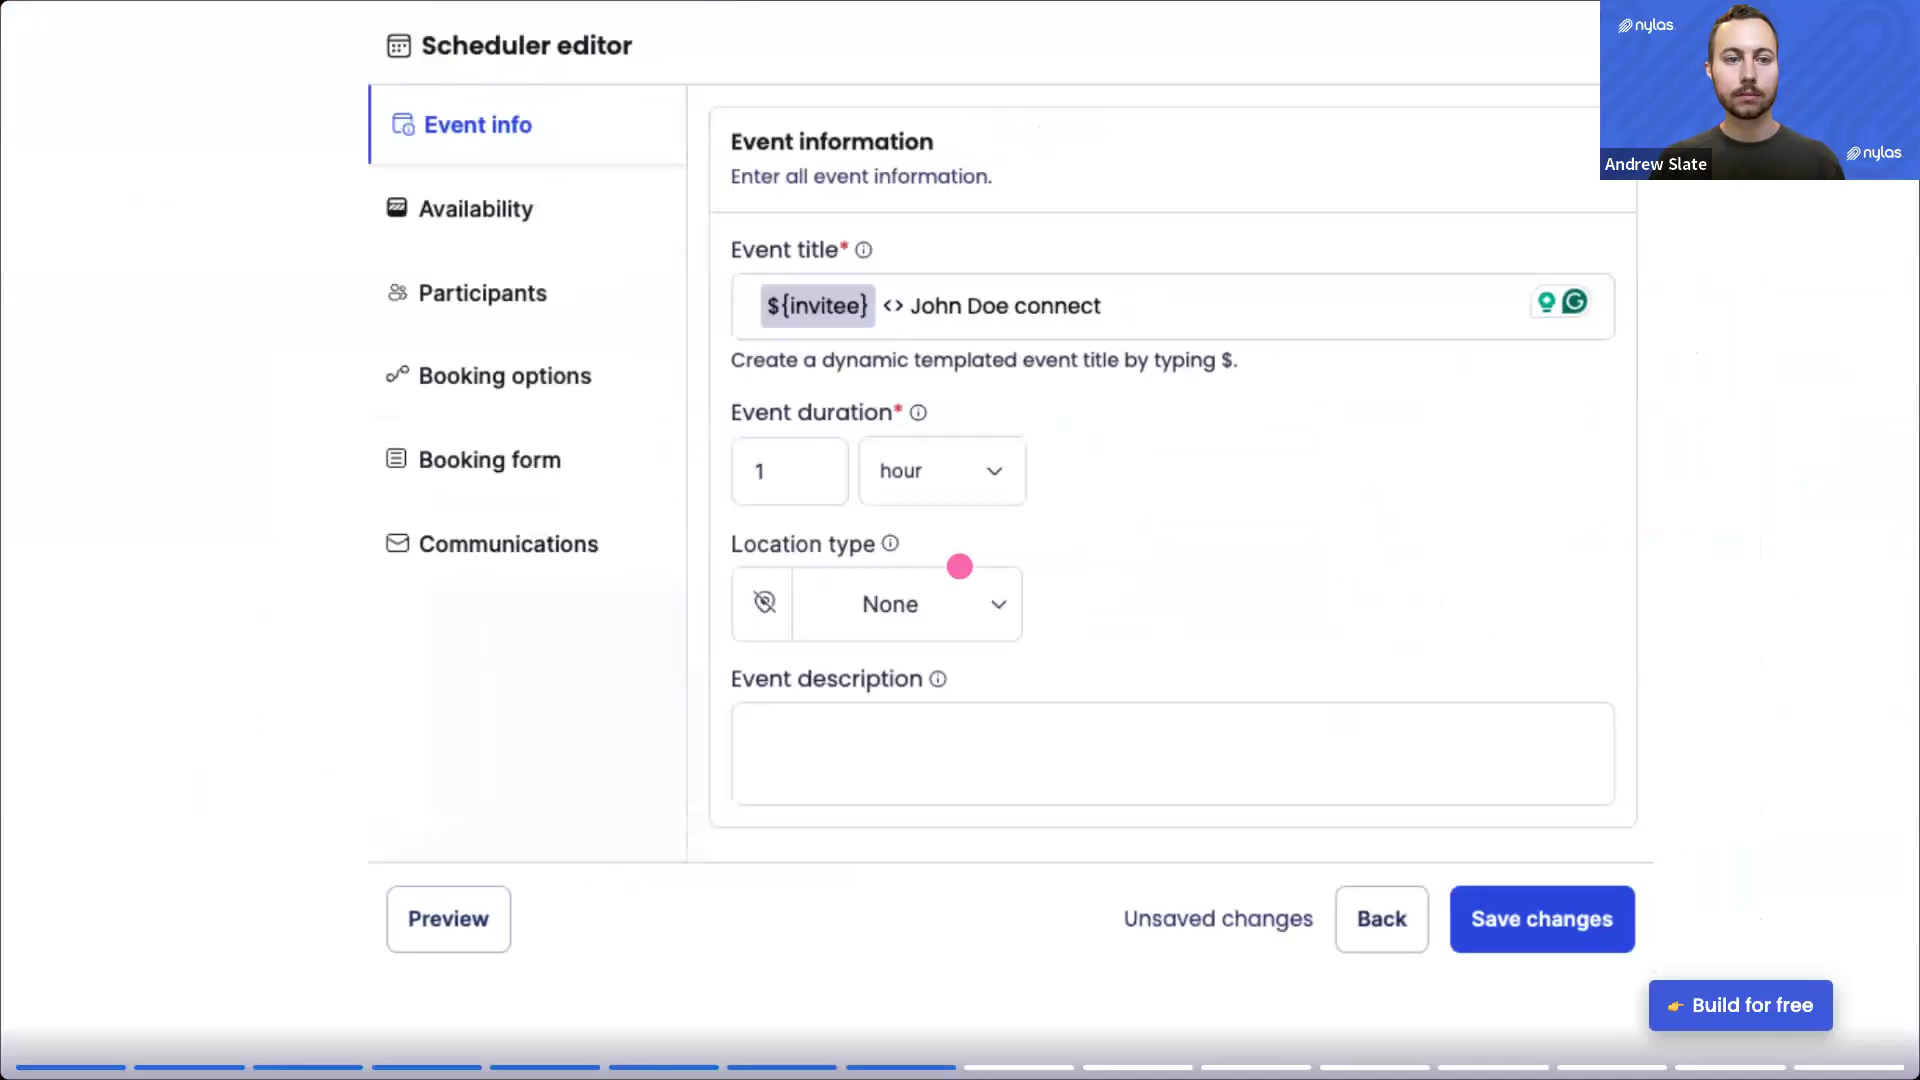 Scheduler editor
nylas
Andrew Slate
nylas
Event info
Availability
Participants
Booking options
Booking form
Communications
Event information
Enter all event information.
Event title*
${invitee} <> John Doe connect
Create a dynamic templated event title by typing $.
Event duration*
1 hour
Location type
None
Event description
Preview
Unsaved changes
Back
Save changes
👉 Build for free